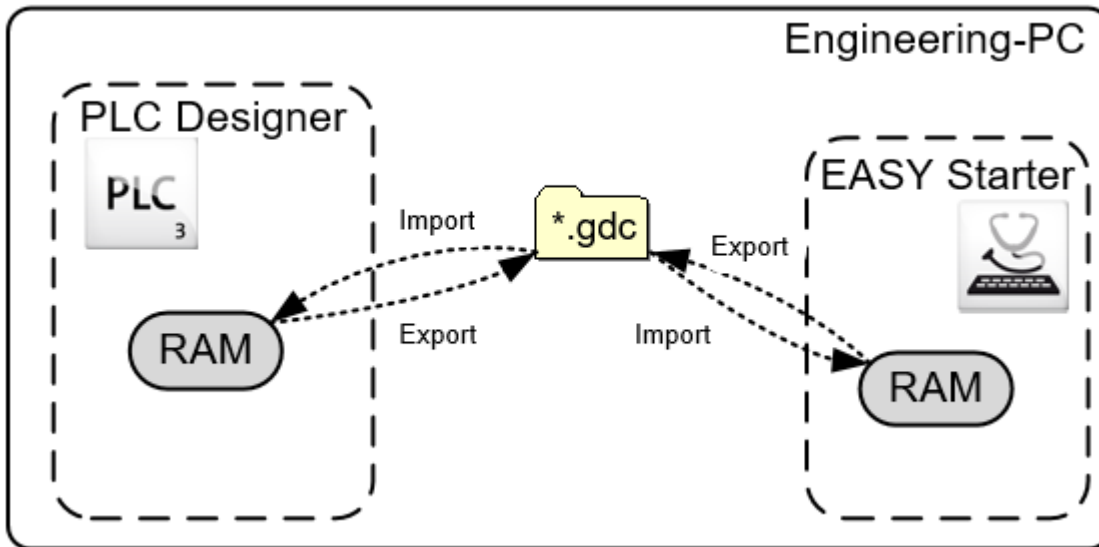 Engineering-PC
PLC Designer
PLC
3
EASY Starter
*.gdc
Import
Export
Export
Import
RAM
RAM